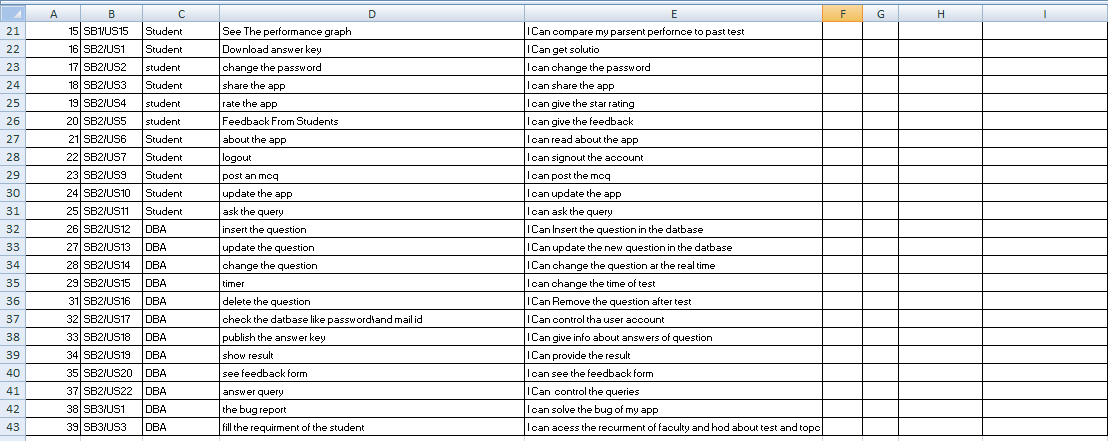 A B C D E F G H I
21 15 SB1/US15 Student See The performance graph I Can compare my parsent perfornce to past test
22 16 SB2/US1 Student Download answer key I Can get solutio
23 17 SB2/US2 student change the password I can change the password
24 18 SB2/US3 Student share the app I can share the app
25 19 SB2/US4 student rate the app I can give the star rating
26 20 SB2/US5 student Feedback From Students I can give the feedback
27 21 SB2/US6 Student about the app I can read about the app
28 22 SB2/US7 Student logout I can signout the account
29 23 SB2/US9 Student post an mcq I can post the mcq
30 24 SB2/US10 Student update the app I can update the app
31 25 SB2/US11 Student ask the query I can ask the query
32 26 SB2/US12 DBA insert the question I Can Insert the question in the datbase
33 27 SB2/US13 DBA update the question I Can update the new question in the datbase
34 28 SB2/US14 DBA change the question I Can change the question ar the real time
35 29 SB2/US15 DBA timer I can change the time of test
36 31 SB2/US16 DBA delete the question I Can Remove the question after test
37 32 SB2/US17 DBA check the datbase like password\and mail id I Can control tha user account
38 33 SB2/US18 DBA publish the answer key I Can give info about answers of question
39 34 SB2/US19 DBA show result I Can provide the result
40 35 SB2/US20 DBA see feedback form I can see the feedback form
41 37 SB2/US22 DBA answer query I Can control the queries
42 38 SB3/US1 DBA the bug report I can solve the bug of my app
43 39 SB3/US3 DBA fill the requirment of the student I can acess the recurment of faculty and hod about test and topc